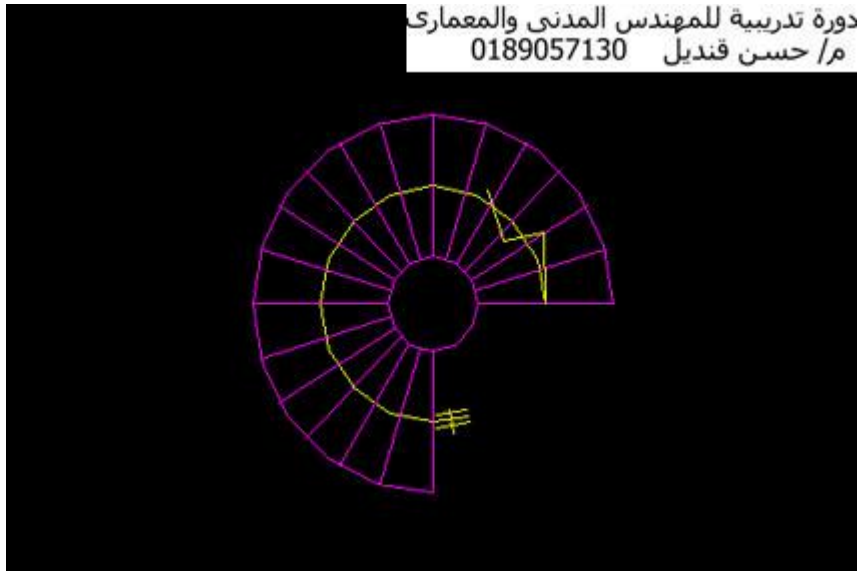 دورة تدريبية للمهندس المدنى والمعمارى
م/ حسن قنديل 0189057130